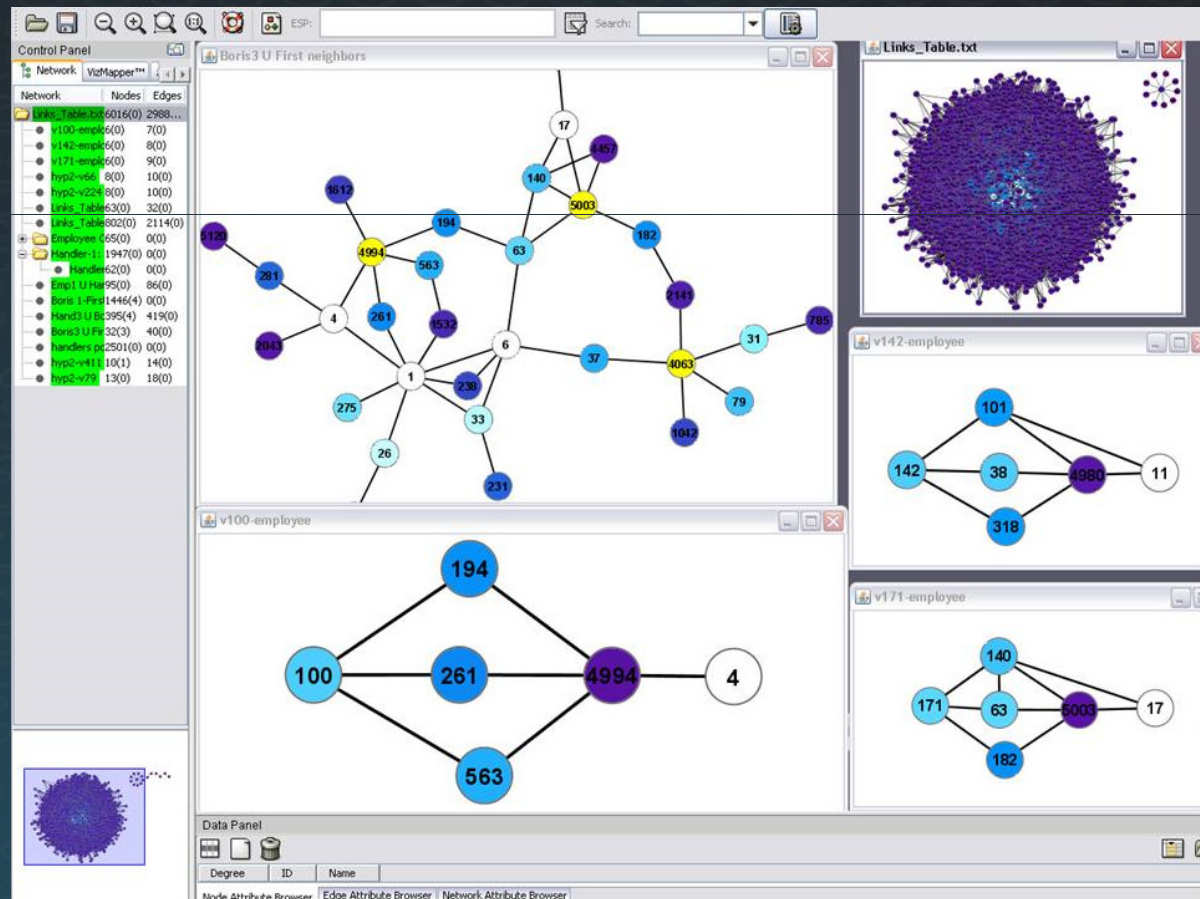 ESP: Search:
Control Panel
Network VizMapper™
Network Nodes Edges
Links_Table.txt 6016(0) 2988...
v100-emplc 6(0) 7(0)
v142-emplc 6(0) 8(0)
v171-emplc 6(0) 9(0)
hyp2-v66 8(0) 10(0)
hyp2-v224 8(0) 10(0)
Links_Table 63(0) 32(0)
Links_Table 802(0) 2114(0)
Employee C 65(0) 0(0)
Handler-1: 1947(0) 0(0)
Handler 62(0) 0(0)
Emp1 U Har 95(0) 86(0)
Boris 1-Firs 1446(4) 0(0)
Hand3 U Bc 395(4) 419(0)
Boris3 U Fir 32(3) 40(0)
handlers pc 2501(0) 0(0)
hyp2-v411 10(1) 14(0)
hyp2-v79 13(0) 18(0)
Boris3 U First neighbors
17
4457
140
1612
5003
194
182
5120
4994
63
563
281
2141
4
261
1532
785
31
2043
6
37
4063
1
238
79
275
33
1042
26
231
Links_Table.txt
v142-employee
101
142
38
4980
11
318
v100-employee
194
100
261
4994
4
563
v171-employee
140
171
63
5003
17
182
Data Panel
Degree ID Name
Node Attribute Browser Edge Attribute Browser Network Attribute Browser